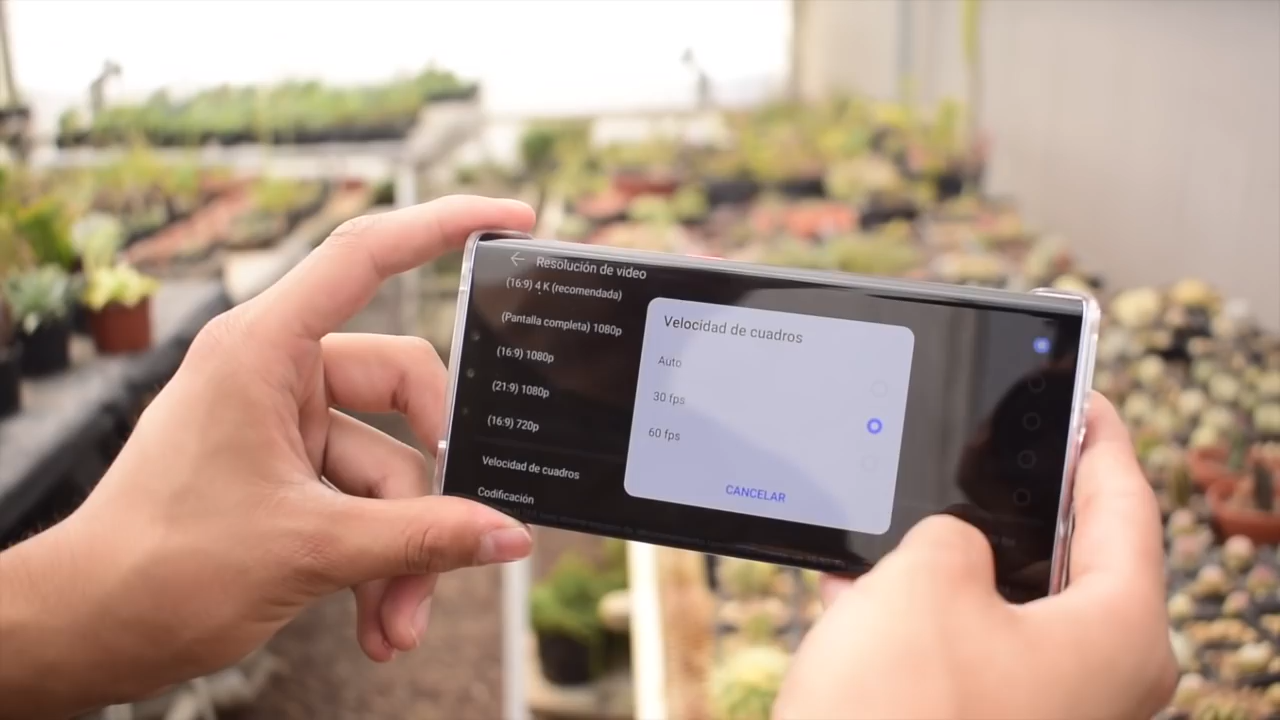 Resolución de video
(16:9) 4 K (recomendada)
(Pantalla completa) 1080p
(16:9) 1080p
(21:9) 1080p
(16:9) 720p
Velocidad de cuadros
Codificación
Velocidad de cuadros
Auto
30 fps
60 fps
CANCELAR